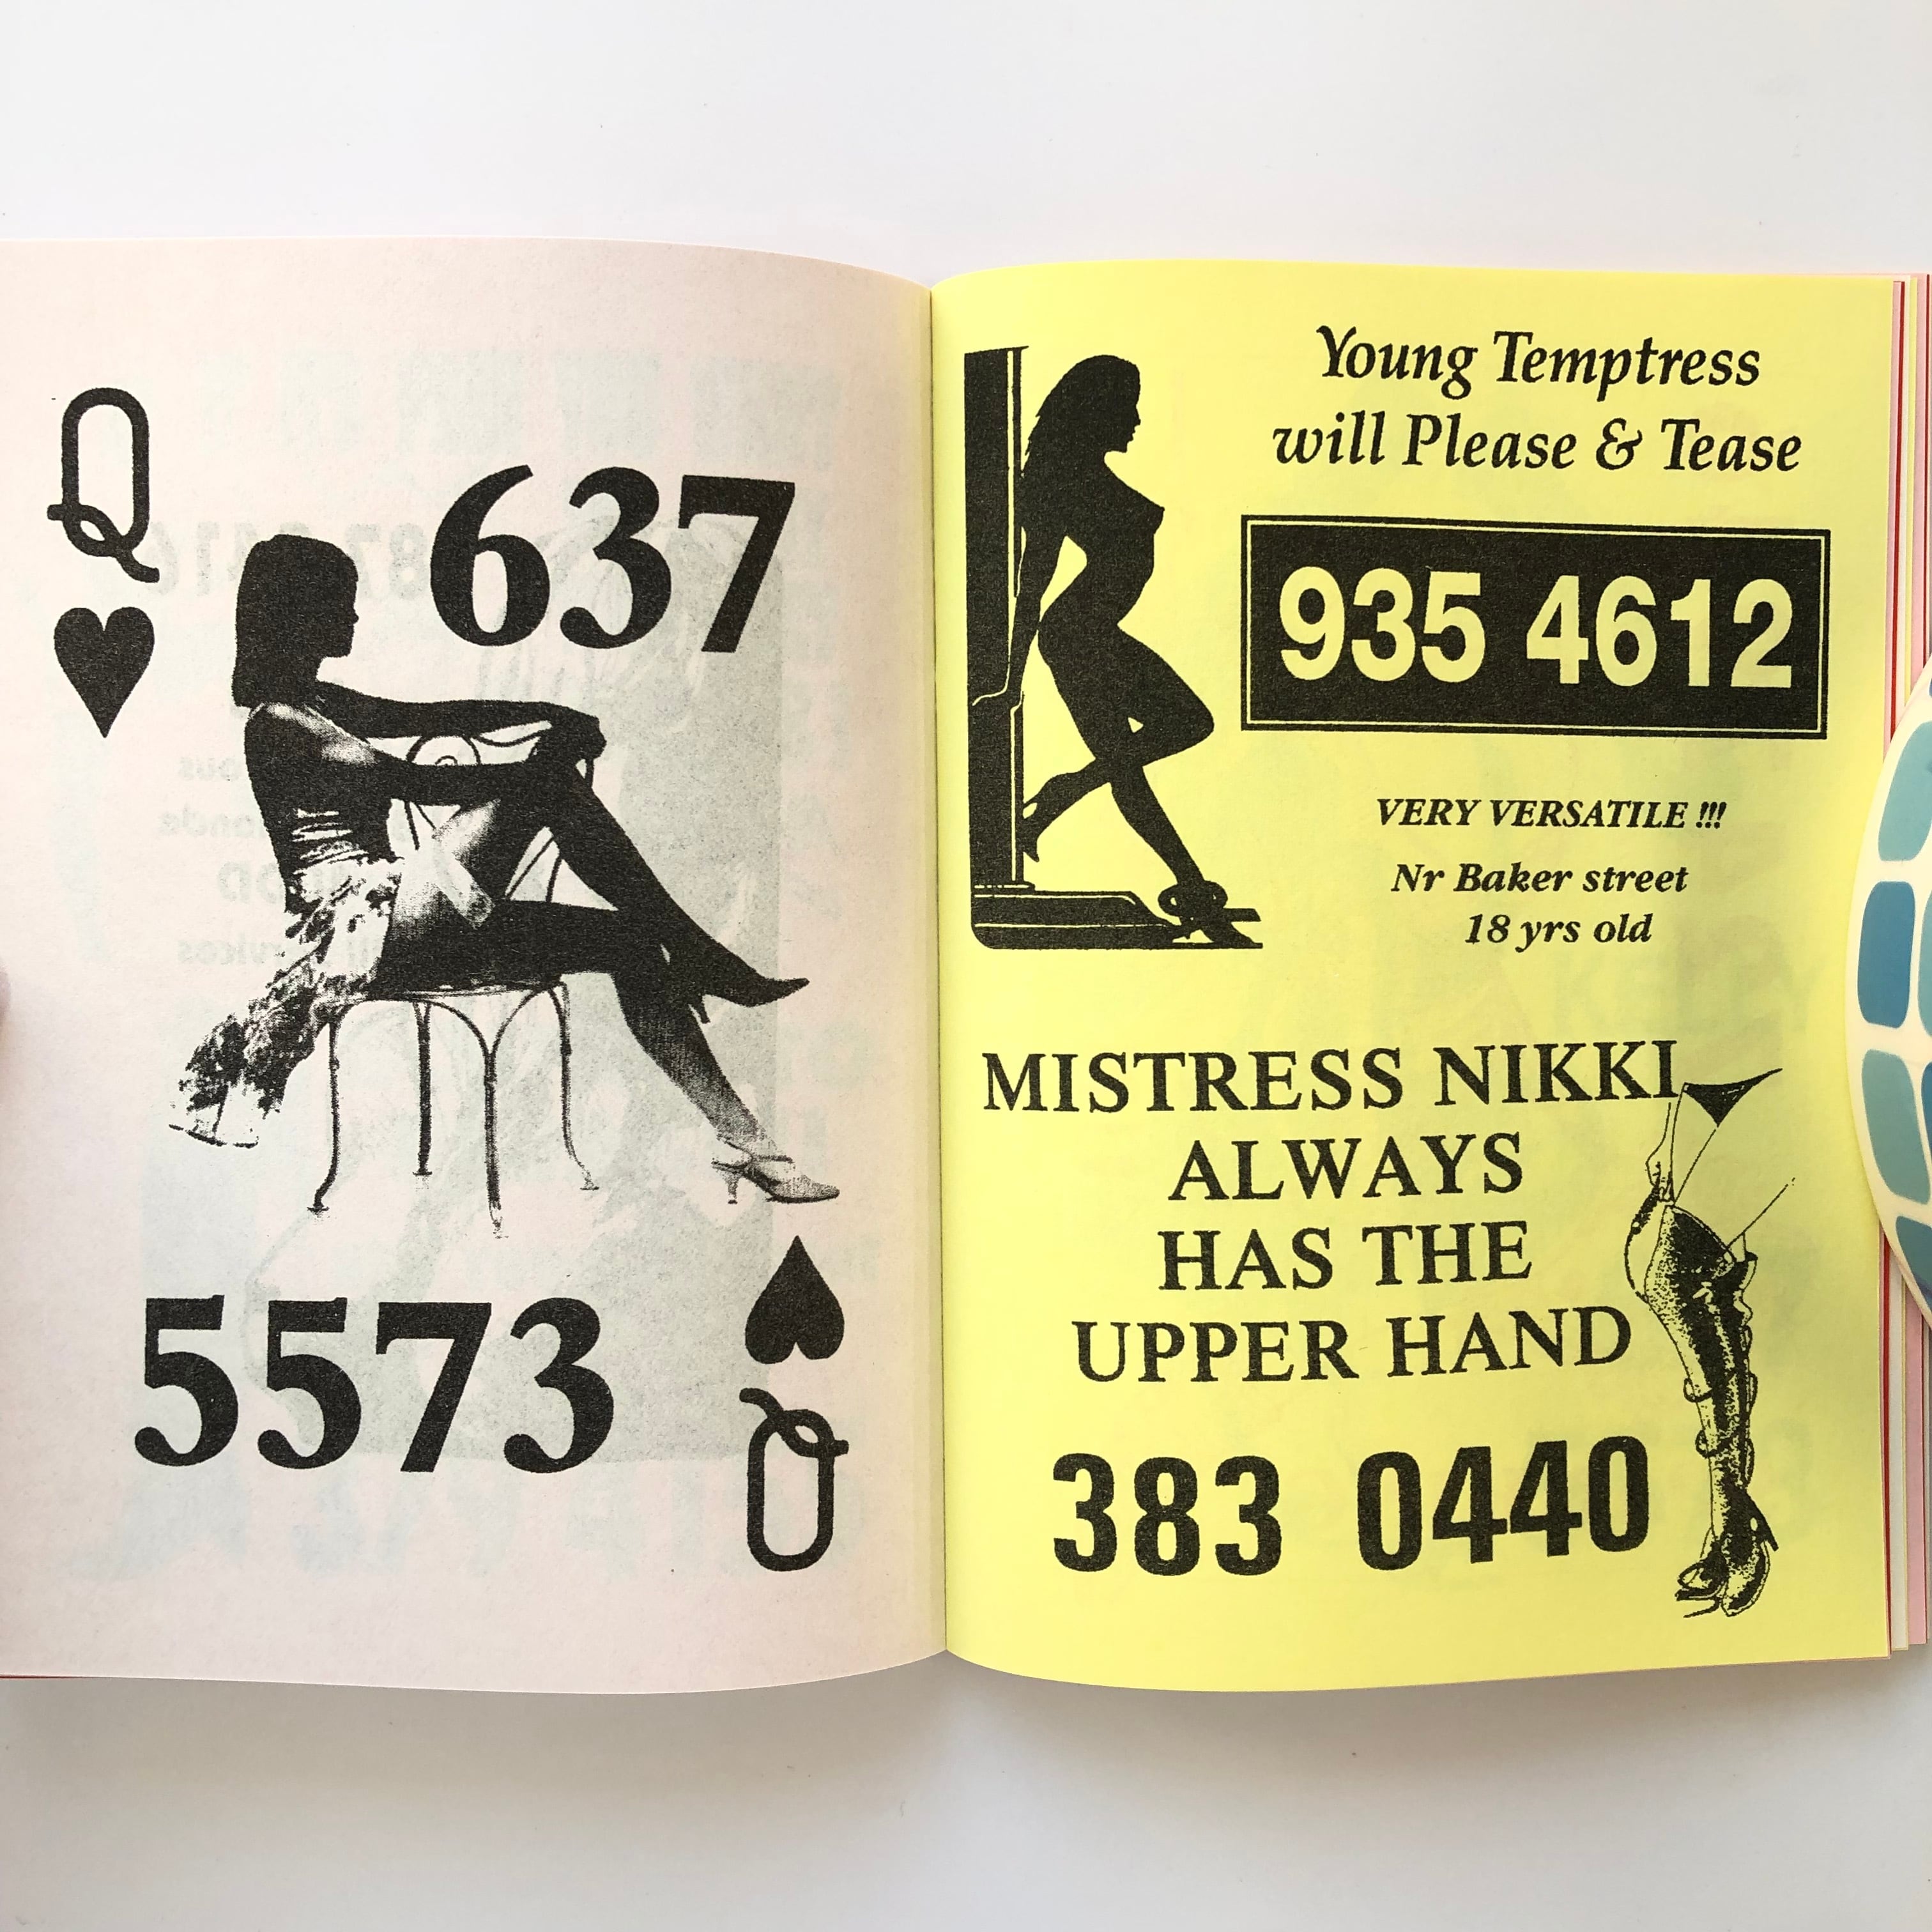 Q
637
5573
Q
Young Temptress
will Please & Tease
935 4612
VERY VERSATILE !!!
Nr Baker street
18 yrs old
MISTRESS NIKKI
ALWAYS
HAS THE
UPPER HAND
383 0440